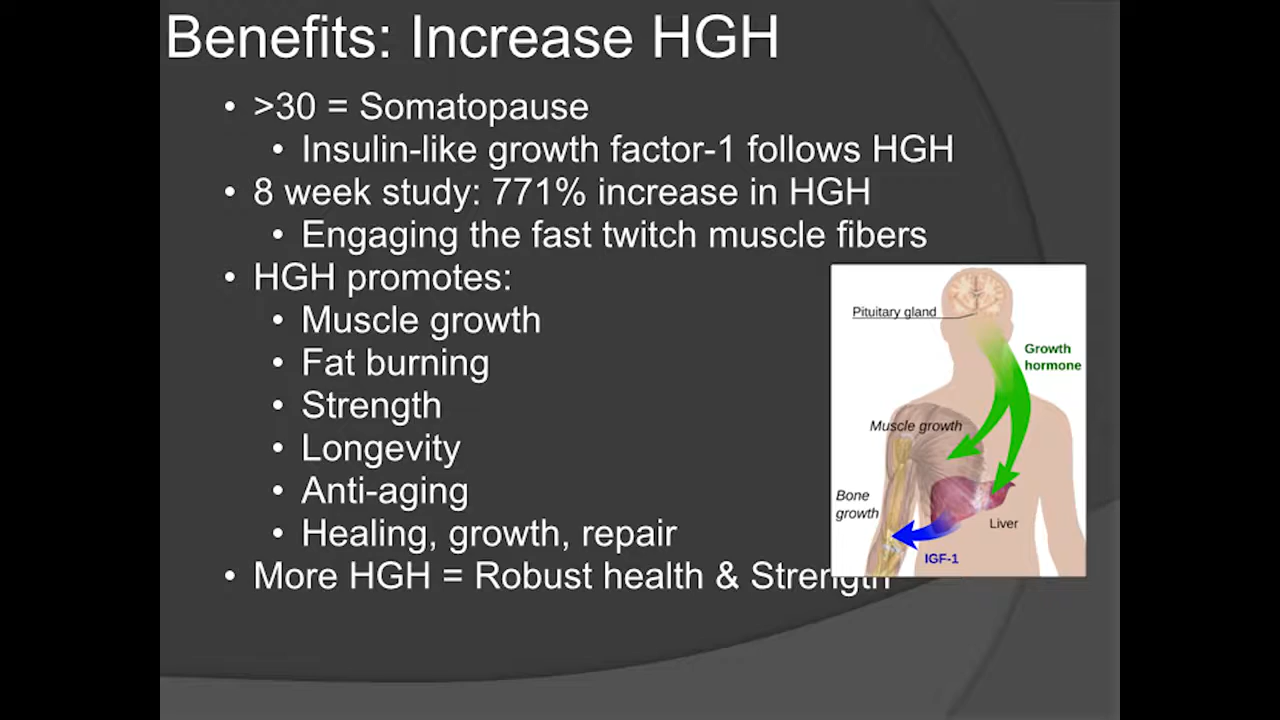 Benefits: Increase HGH
• >30 = Somatopause
• Insulin-like growth factor-1 follows HGH
• 8 week study: 771% increase in HGH
• Engaging the fast twitch muscle fibers
• HGH promotes:
• Muscle growth
• Fat burning
• Strength
• Longevity
• Anti-aging
• Healing, growth, repair
• More HGH = Robust health & Strength
Pituitary gland
Growth
hormone
Muscle growth
Bone
growth
Liver
IGF-1